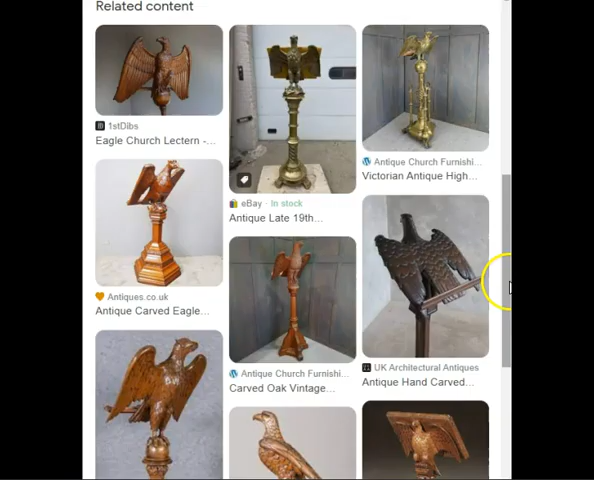 Related content
1stDibs
Eagle Church Lectern -...
eBay · In stock
Antique Late 19th...
Antique Church Furnishi...
Victorian Antique High...
Antiques.co.uk
Antique Carved Eagle...
Antique Church Furnishi...
Carved Oak Vintage...
UK Architectural Antiques
Antique Hand Carved...